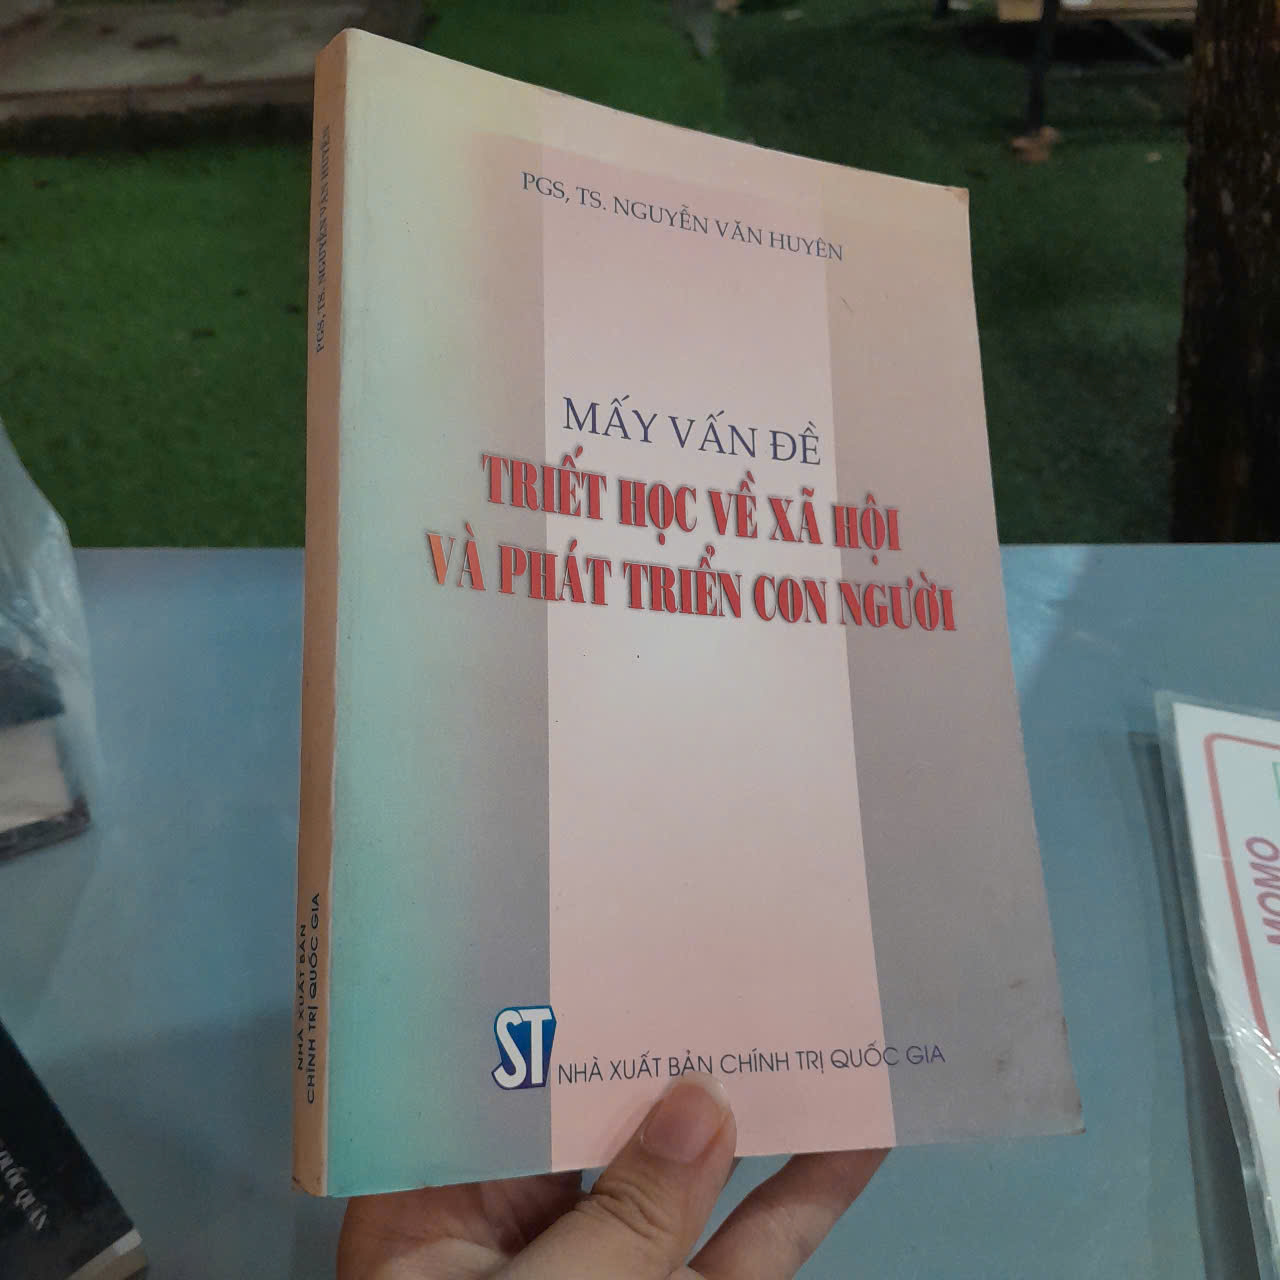 PGS, TS. NGUYỄN VĂN HUYÊN
MẤY VẤN ĐỀ
TRIẾT HỌC VỀ XÃ HỘI
VÀ PHÁT TRIỂN CON NGƯỜI
ST
NHÀ XUẤT BẢN CHÍNH TRỊ QUỐC GIA
PGS, TS. NGUYỄN VĂN HUYÊN
NHÀ XUẤT BẢN
CHÍNH TRỊ QUỐC GIA
MOMO